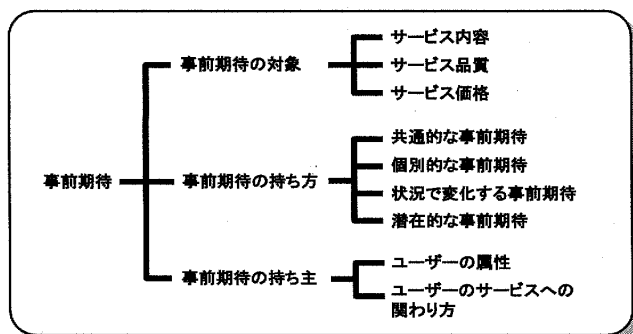 サービス内容
事前期待の対象
サービス品質
サービス価格
共通的な事前期待
個別的な事前期待
事前期待
事前期待の持ち方
状況で変化する事前期待
潜在的な事前期待
ユーザーの属性
事前期待の持ち主
ユーザーのサービスへの
関わり方